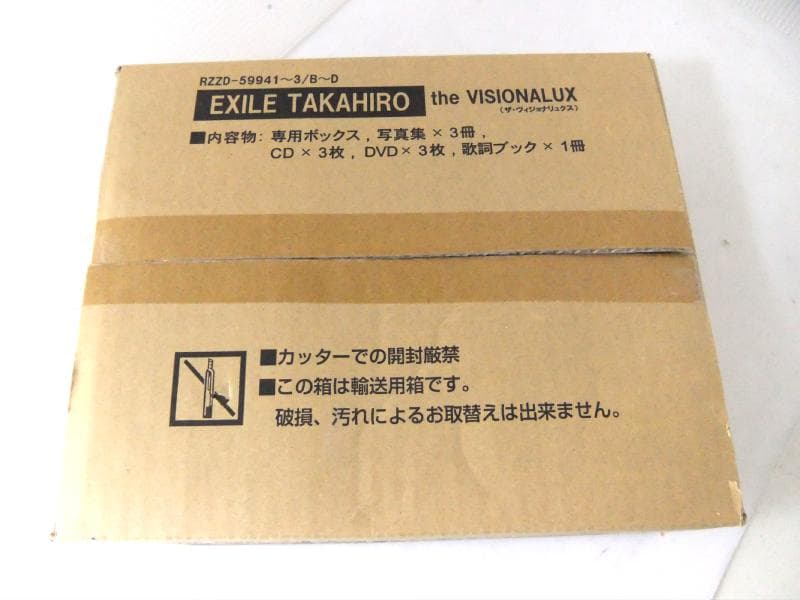 RZZD-59941～3/B～D
EXILE TAKAHIRO the VISIONALUX
（ザ・ヴィジョナリュクス）
■内容物：専用ボックス，写真集×３冊，
CD×３枚，DVD×３枚，歌詞ブック×１冊
■カッターでの開封厳禁
■この箱は輸送用箱です。
破損、汚れによるお取替えは出来ません。